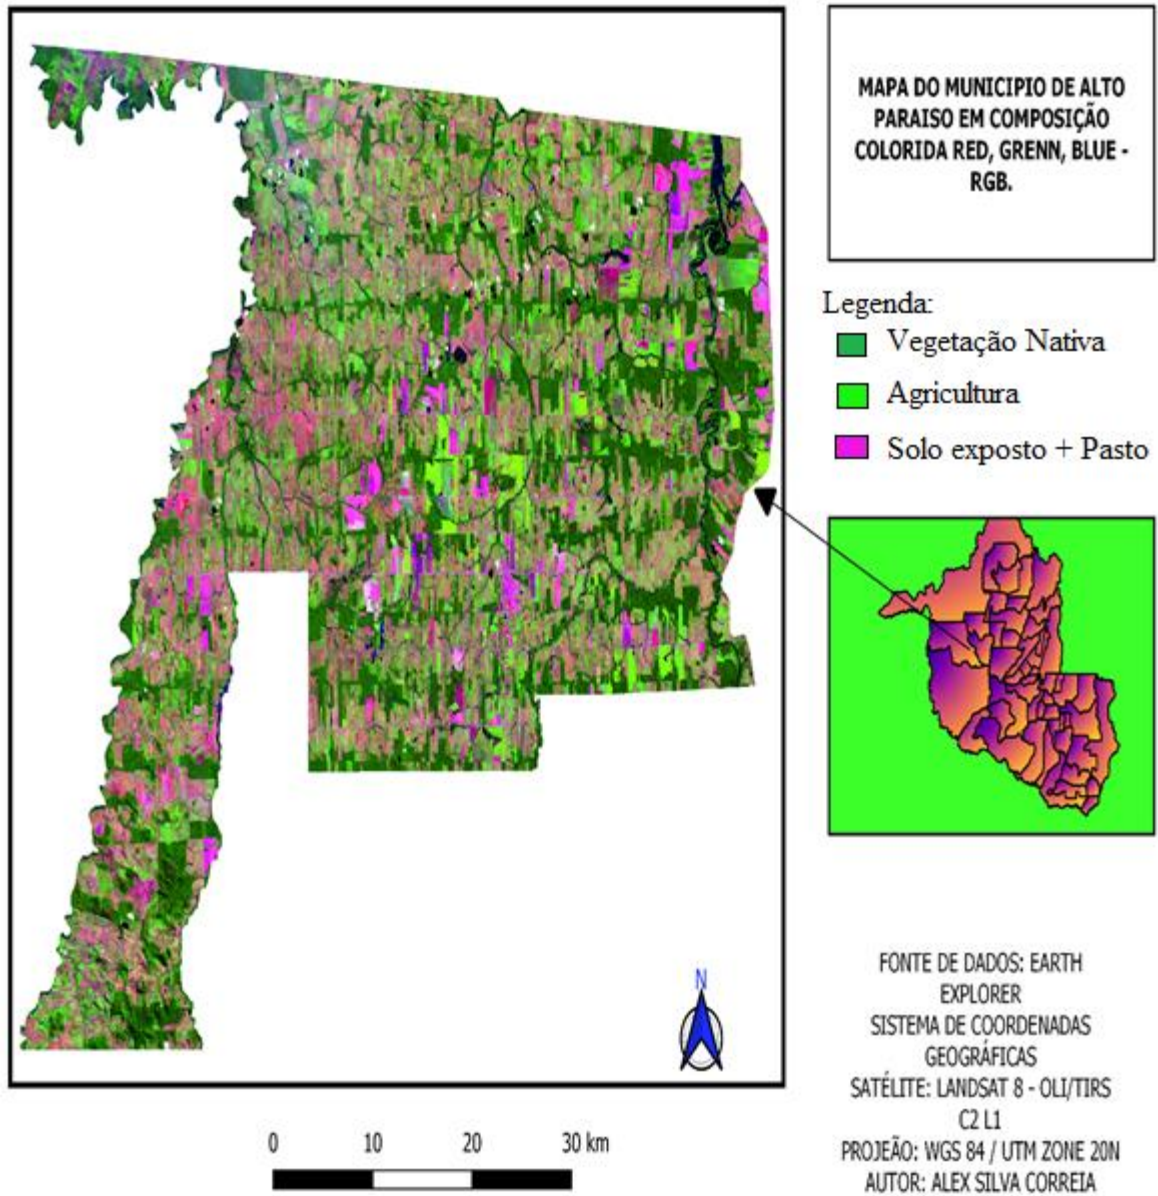 MAPA DO MUNICIPIO DE ALTO
PARAISO EM COMPOSIÇÃO
COLORIDA RED, GRENN, BLUE -
RGB.
Legenda:
Vegetação Nativa
Agricultura
Solo exposto + Pasto
N
0 10 20 30 km
FONTE DE DADOS: EARTH
EXPLORER
SISTEMA DE COORDENADAS
GEOGRÁFICAS
SATÉLITE: LANDSAT 8 - OLI/TIRS
C2 L1
PROJEÃO: WGS 84 / UTM ZONE 20N
AUTOR: ALEX SILVA CORREIA